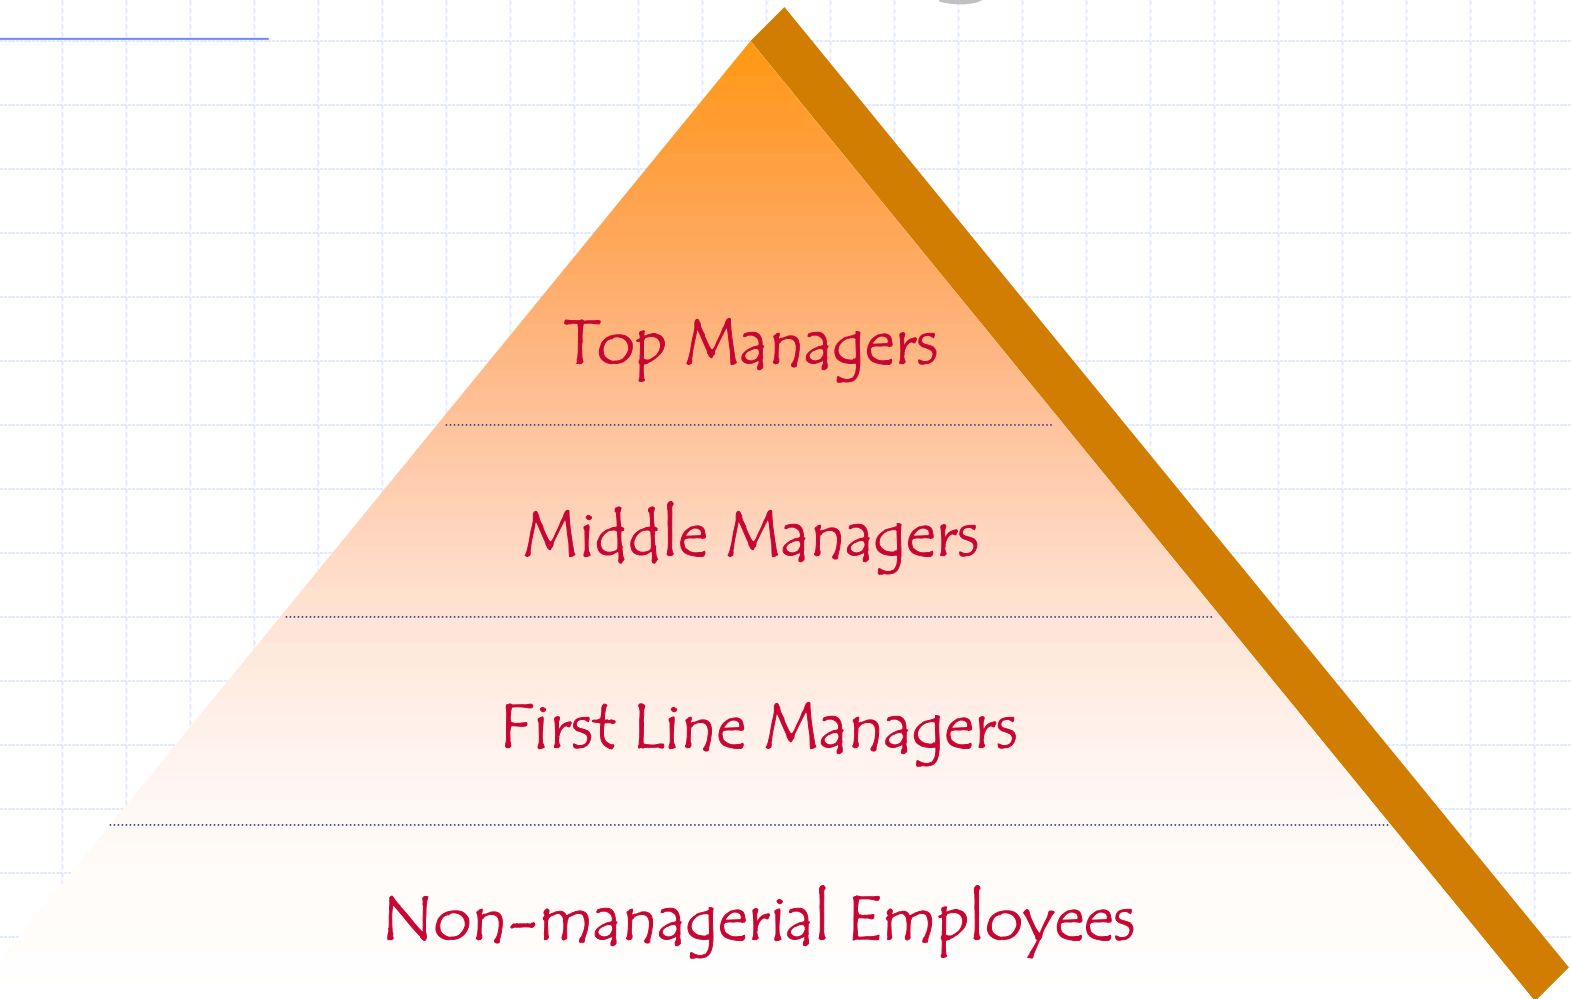 Top Managers
Middle Managers
First Line Managers
Non-managerial Employees